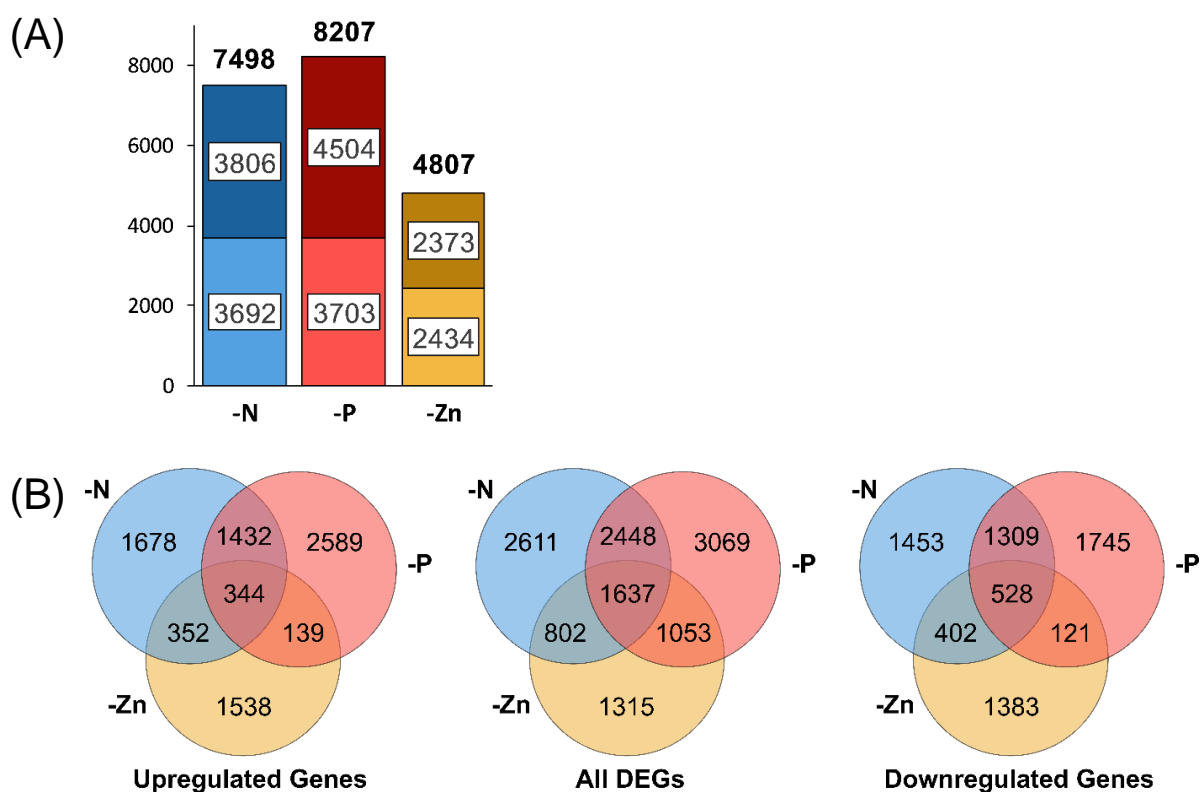 (A)
8000
6000
4000
2000
0
7498
8207
4807
3806
4504
2373
3692
3703
2434
-N
-P
-Zn
(B)
-N
1678
1432
2589
-P
344
352
139
-Zn
1538
Upregulated Genes
-N
2611
2448
3069
-P
1637
802
1053
-Zn
1315
All DEGs
-N
1453
1309
1745
-P
528
402
121
-Zn
1383
Downregulated Genes